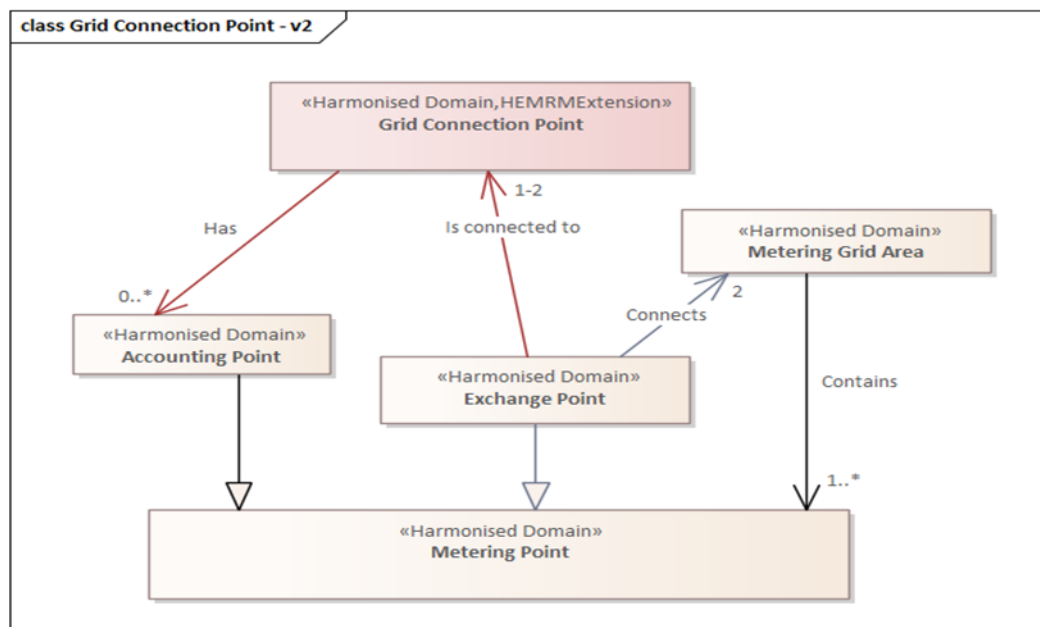 class Grid Connection Point - v2
«Harmonised Domain,HEMRMExtension»
Grid Connection Point
1-2
Has
Is connected to
«Harmonised Domain»
Metering Grid Area
0..*
2
Connects
«Harmonised Domain»
Accounting Point
«Harmonised Domain»
Exchange Point
Contains
1..*
«Harmonised Domain»
Metering Point